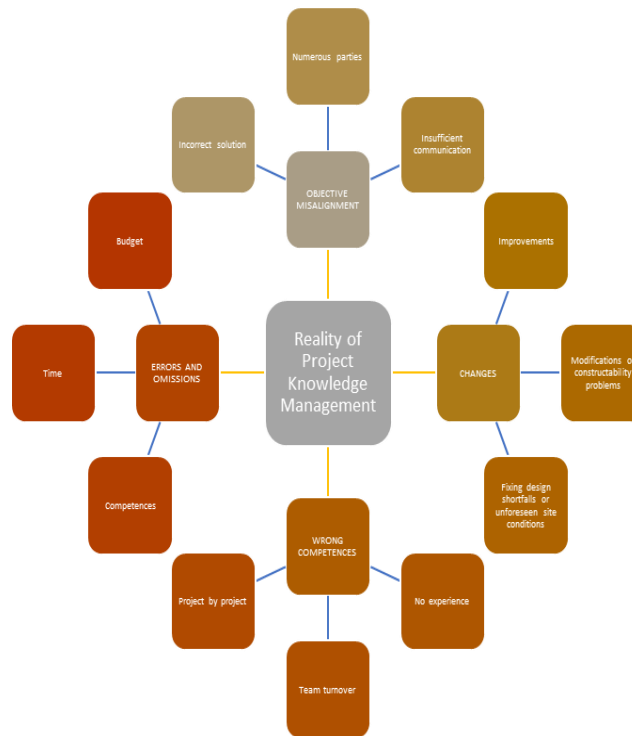 Numerous parties
Incorrect solution
Insufficient
communication
OBJECTIVE
MISALIGNMENT
Budget
Improvements
Reality of
Project
Knowledge
Management
Time
ERRORS AND
OMISSIONS
CHANGES
Modifications or
constructability
problems
Competences
Fixing design
shortfalls or
unforeseen site
conditions
WRONG
COMPETENCES
Project by project
No experience
Team turnover